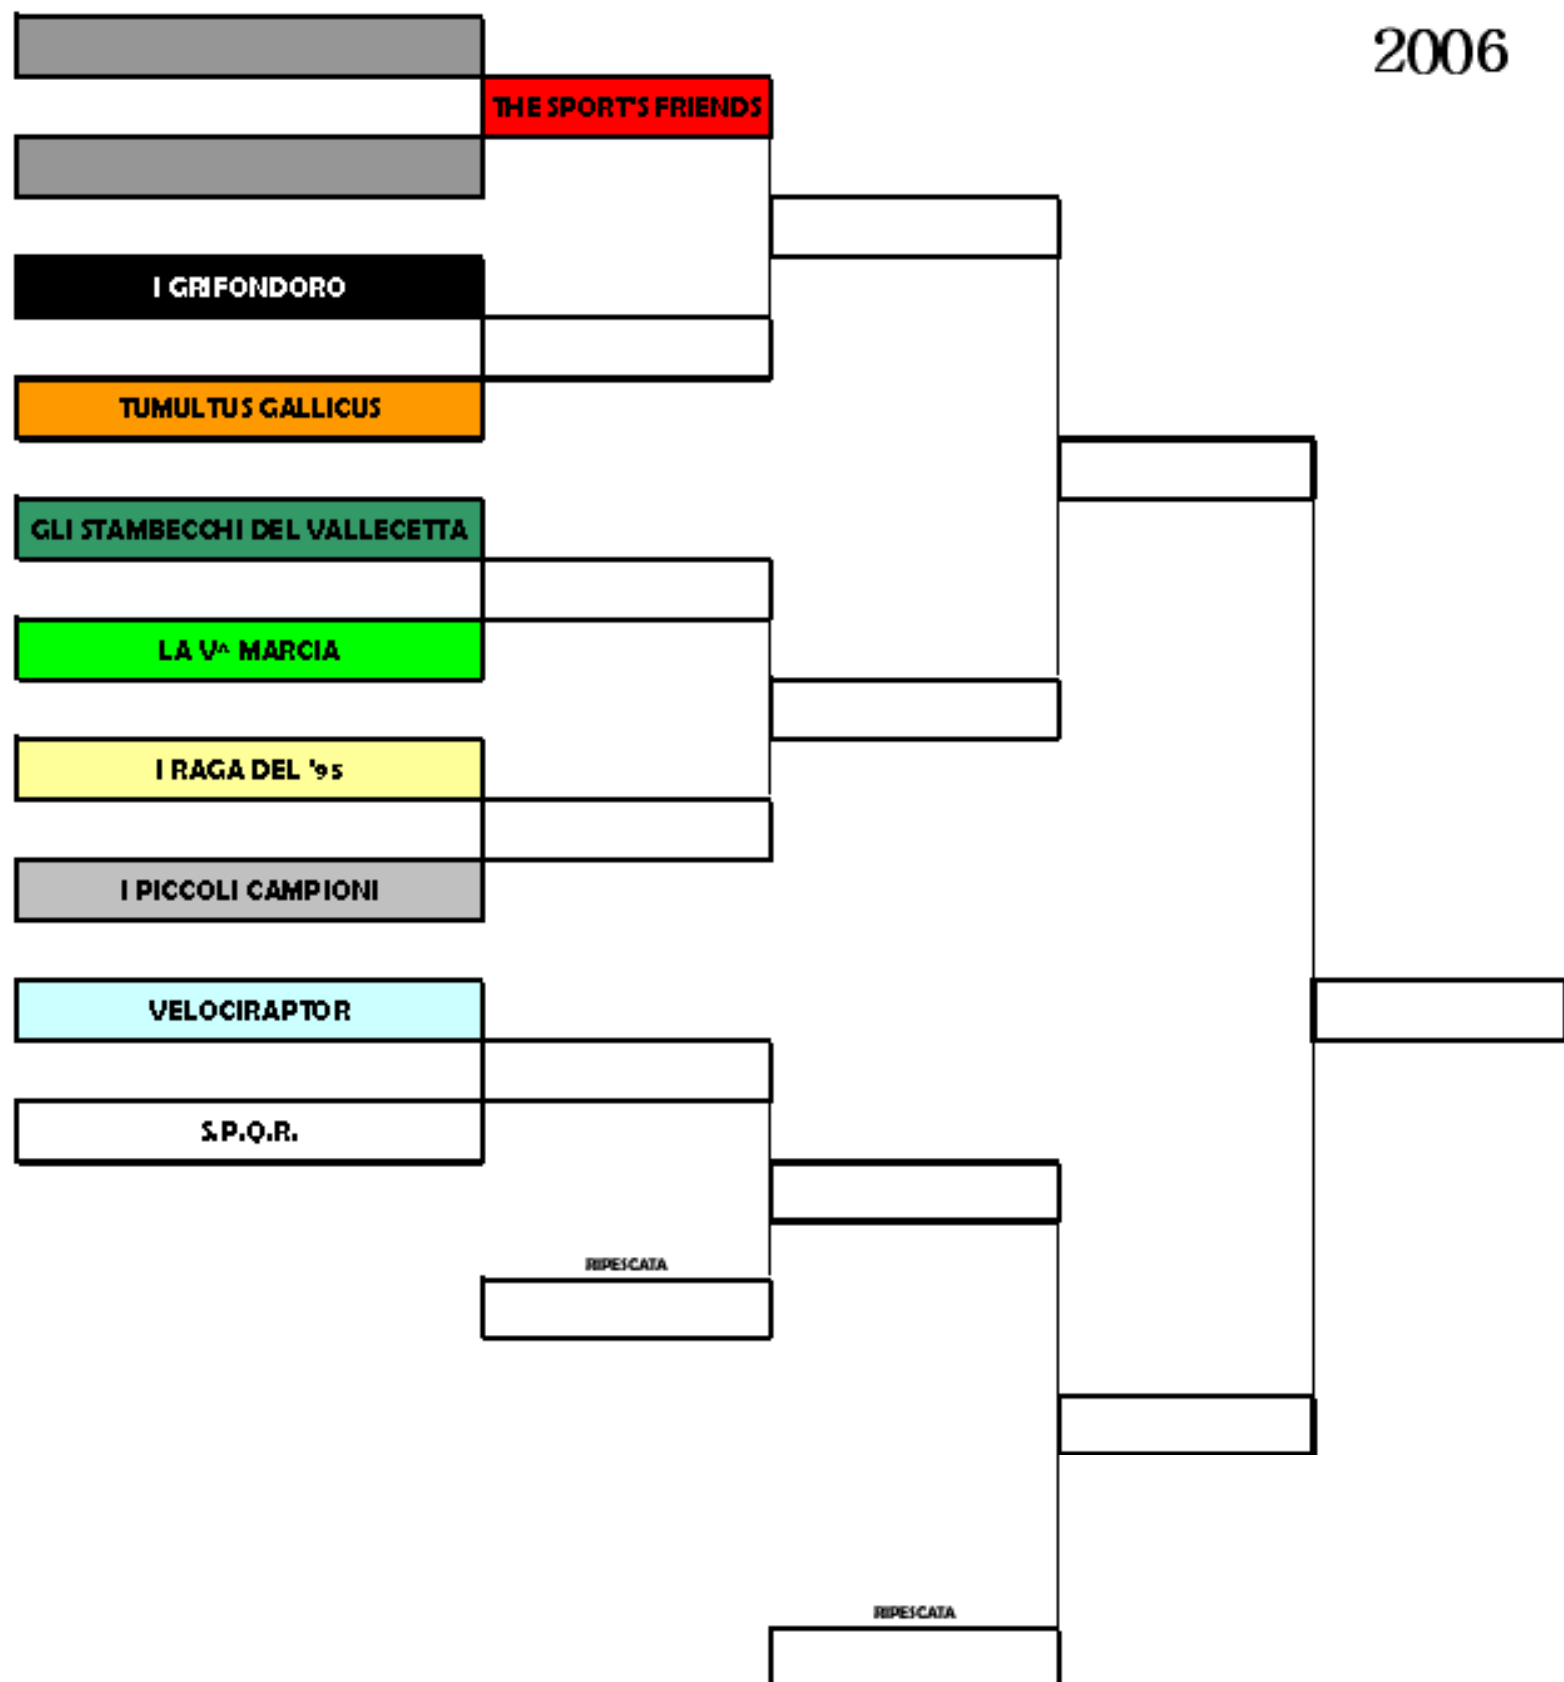 2006
THE SPORT'S FRIENDS
I GRIFONDORO
TUMULTUS GALLICUS
GLI STAMBECCHI DEL VALLECETTA
LA V^ MARCIA
I RAGA DEL '95
I PICCOLI CAMPIONI
VELOCIRAPTOR
S.P.Q.R.
RIPESCATA
RIPESCATA